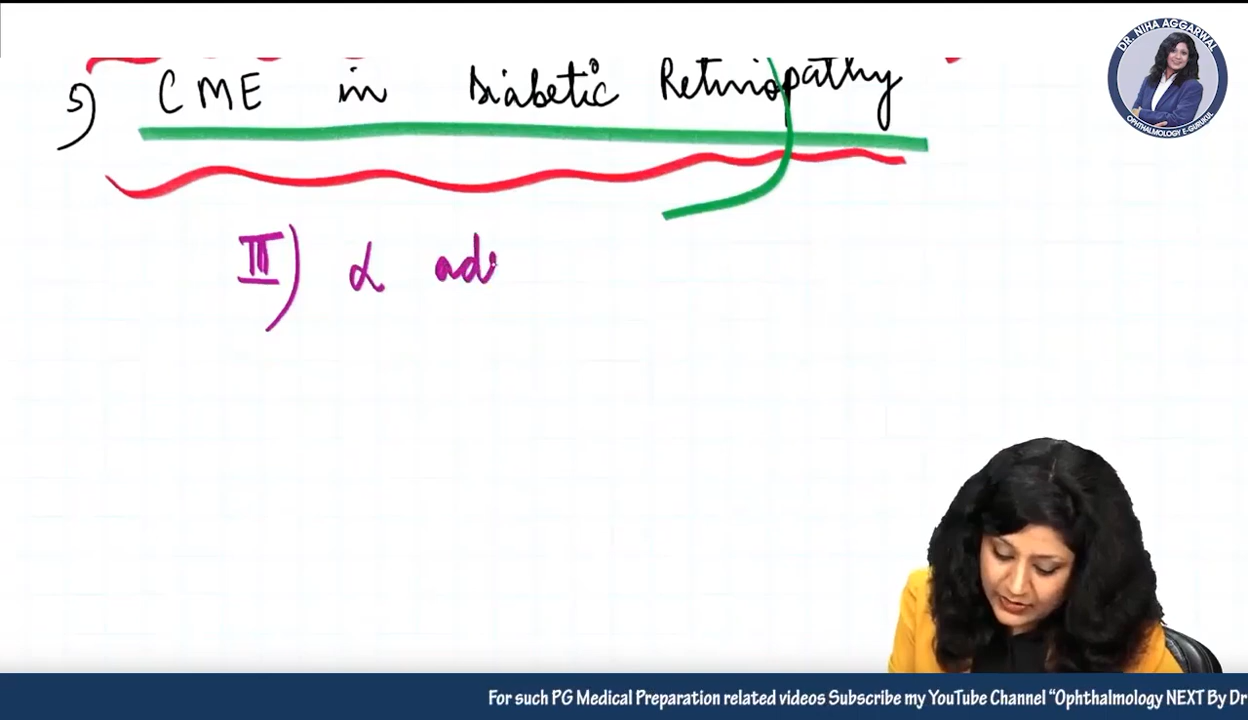 DR. NIHA AGGARWAL
OPHTHALMOLOGY E-GURUKUL
5) CME in Diabetic Retinopathy
II) α ad
For such PG Medical Preparation related videos Subscribe my YouTube Channel “Ophthalmology NEXT By Dr